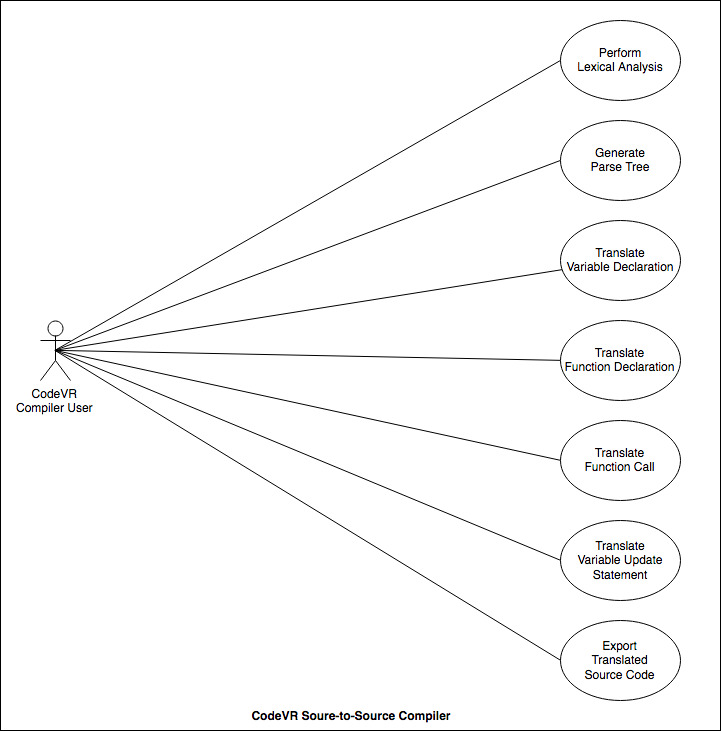 Perform
Lexical Analysis
Generate
Parse Tree
Translate
Variable Declaration
Translate
Function Declaration
CodeVR
Compiler User
Translate
Function Call
Translate
Variable Update
Statement
Export
Translated
Source Code
CodeVR Soure-to-Source Compiler